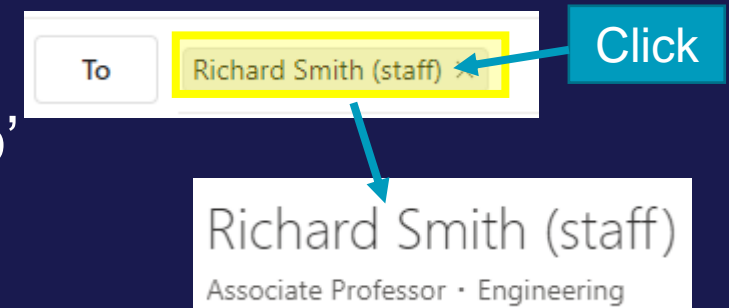 Click
To
Richard Smith (staff) ×
’
Richard Smith (staff)
Associate Professor · Engineering